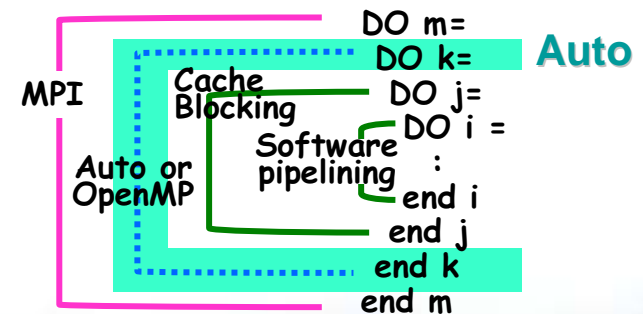 DO m=
DO k=
Auto
MPI
Cache
Blocking
DO j=
DO i =
Software
pipelining
:
Auto or
OpenMP
end i
end j
end k
end m